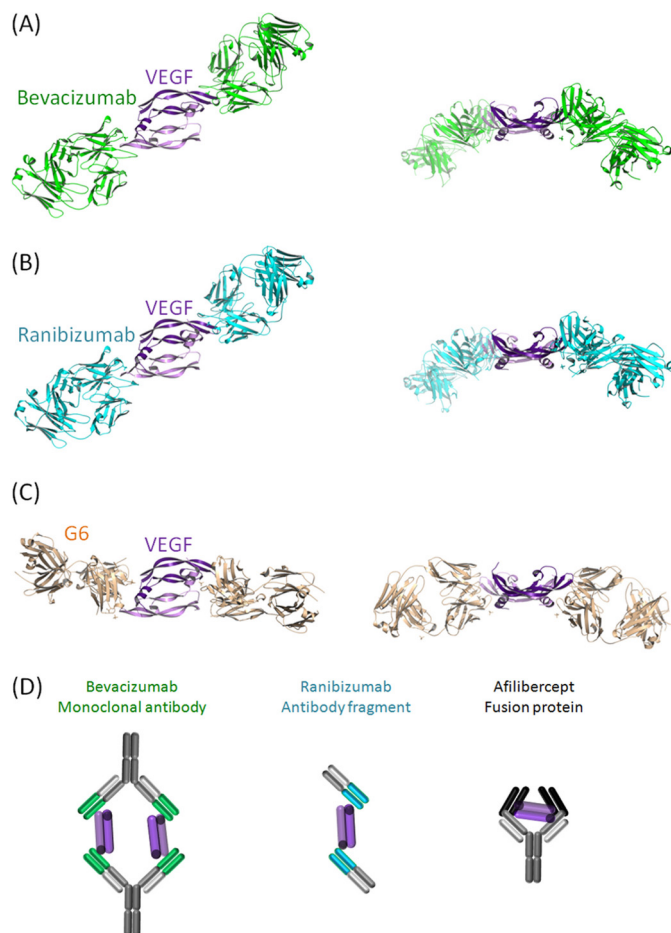 (A)
VEGF
Bevacizumab
(B)
VEGF
Ranibizumab
(C)
G6
VEGF
(D)
Bevacizumab
Monoclonal antibody
Ranibizumab
Antibody fragment
Afilibercept
Fusion protein